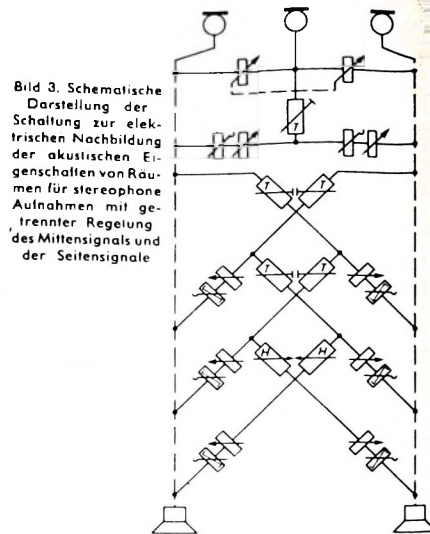 Bild 3. Schematische
Darstellung der
Schaltung zur elek-
trischen Nachbildung
der akustischen Ei-
genschaften von Räu-
men für stereophone
Aufnahmen mit ge-
trennter Regelung
des Mittensignals und
der Seitensignale
T
T T
T T
H H